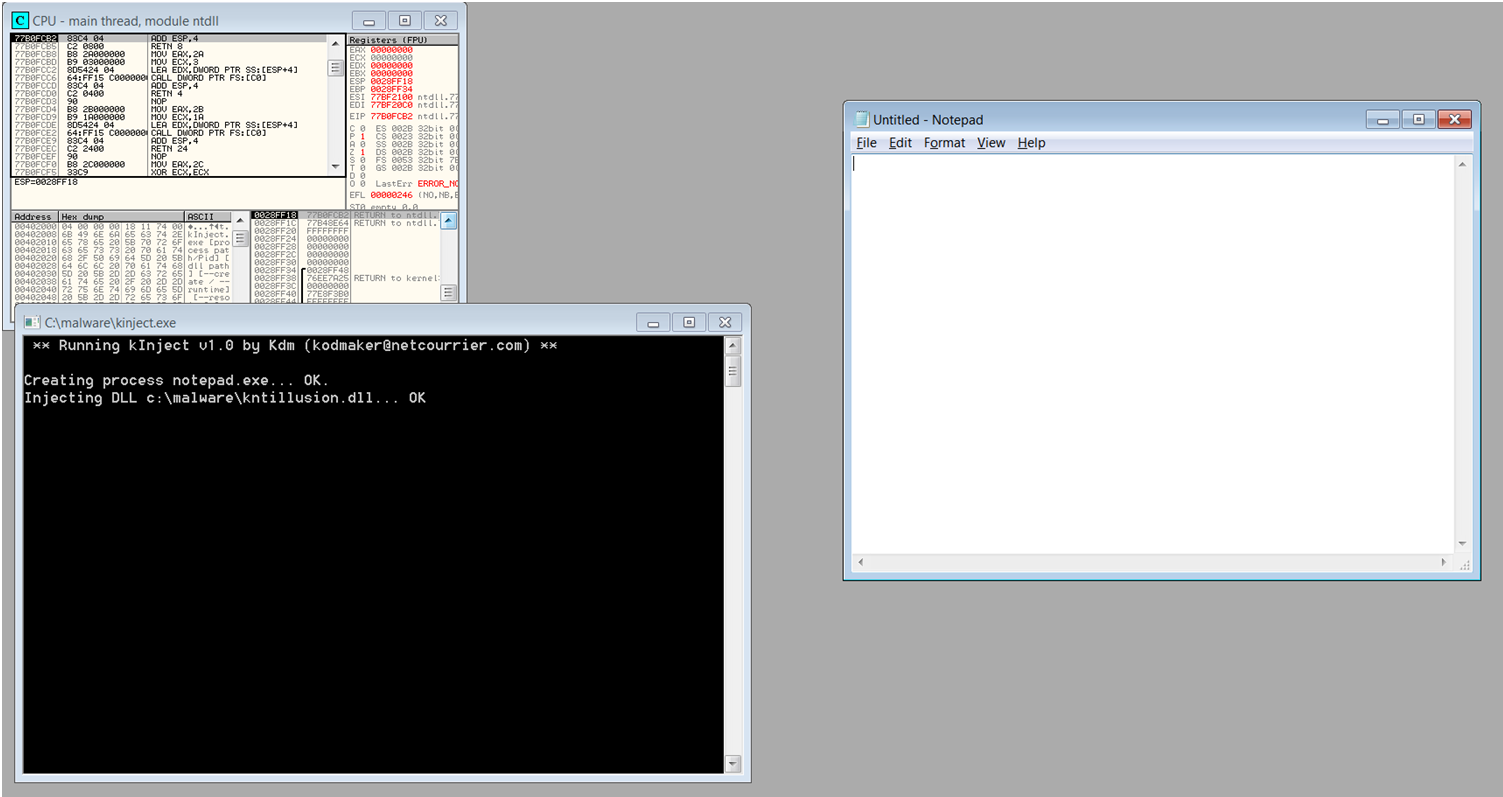 C CPU - main thread, module ntdll
77B0FCB2 83C4 04 ADD ESP,4
77B0FCB5 C2 0800 RETN 8
77B0FCB8 B8 2A000000 MOV EAX,2A
77B0FCBD B9 03000000 MOV ECX,3
77B0FCC2 8D5424 04 LEA EDX,DWORD PTR SS:[ESP+4]
77B0FCC6 64:FF15 C0000000 CALL DWORD PTR FS:[C0]
77B0FCCD 83C4 04 ADD ESP,4
77B0FCD0 C2 0400 RETN 4
77B0FCD3 90 NOP
77B0FCD4 B8 2B000000 MOV EAX,2B
77B0FCD9 B9 1A000000 MOV ECX,1A
77B0FCDE 8D5424 04 LEA EDX,DWORD PTR SS:[ESP+4]
77B0FCE2 64:FF15 C0000000 CALL DWORD PTR FS:[C0]
77B0FCE9 83C4 04 ADD ESP,4
77B0FCEC C2 2400 RETN 24
77B0FCEF 90 NOP
77B0FCF0 B8 2C000000 MOV EAX,2C
77B0FCF5 33C9 XOR ECX,ECX
ESP=0028FF18
Registers (FPU)
EAX 00000000
ECX 00000000
EDX 00000000
EBX 00000000
ESP 0028FF18
EBP 0028FF34
ESI 77BF2100 ntdll.77
EDI 77BF20C0 ntdll.77
EIP 77B0FCB2 ntdll.77
C 0 ES 002B 32bit 0(
P 1 CS 0023 32bit 0(
A 0 SS 002B 32bit 0(
Z 1 DS 002B 32bit 0(
S 0 FS 0053 32bit 7E
T 0 GS 002B 32bit 0(
D 0
O 0 LastErr ERROR_NO
EFL 00000246 (NO,NB,E
ST0 empty 0.0
Address Hex dump ASCII
00402000 04 00 00 00 18 11 74 00 ♦...↑◄t.
00402008 6B 49 6E 6A 65 63 74 2E kInject.
00402010 65 78 65 20 5B 70 72 6F exe [pro
00402018 63 65 73 73 20 70 61 74 cess pat
00402020 68 2F 50 69 64 5D 20 5B h/Pid] [
00402028 64 6C 6C 20 70 61 74 68 dll path
00402030 5D 20 5B 2D 2D 63 72 65 ] [--cre
00402038 61 74 65 20 2F 20 2D 2D ate / --
00402040 72 75 6E 74 69 6D 65 5D runtime]
00402048 20 5B 2D 2D 72 65 73 6F [--reso
0028FF18 77B0FCB2 RETURN to ntdll.
0028FF1C 77B48E64 RETURN to ntdll.
0028FF20 FFFFFFFF
0028FF24 00000000
0028FF28 00000000
0028FF2C 00000000
0028FF30 00000000
0028FF34 0028FF48
0028FF38 76EE7A25 RETURN to kernel:
0028FF3C 00000000
0028FF40 77E8F3B0
0028FF44 FFFFFFFF
C:\malware\kinject.exe
** Running kInject v1.0 by Kdm (kodmaker@netcourrier.com) **
Creating process notepad.exe... OK.
Injecting DLL c:\malware\kntillusion.dll... OK
Untitled - Notepad
File Edit Format View Help